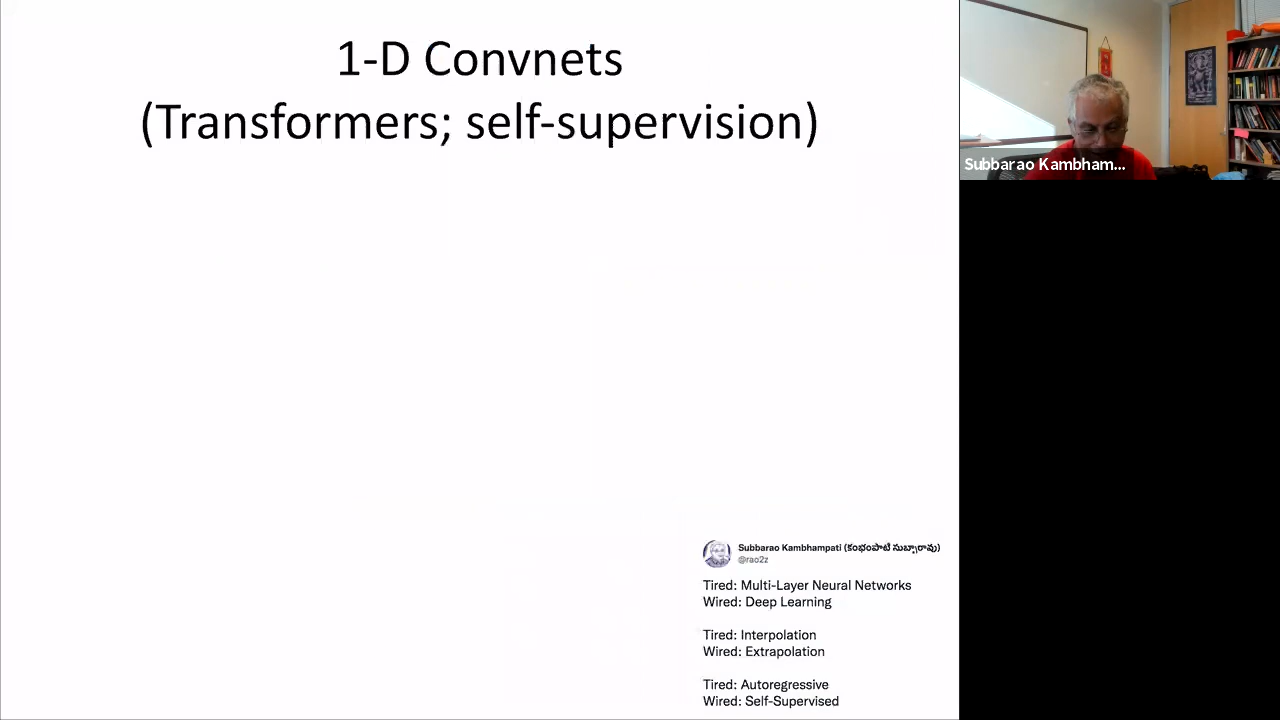 1-D Convnets
(Transformers; self-supervision)
Subbarao Kambham...
Subbarao Kambhampati (కంభంపాటి సుబ్బారావు)
@rao2z
Tired: Multi-Layer Neural Networks
Wired: Deep Learning
Tired: Interpolation
Wired: Extrapolation
Tired: Autoregressive
Wired: Self-Supervised